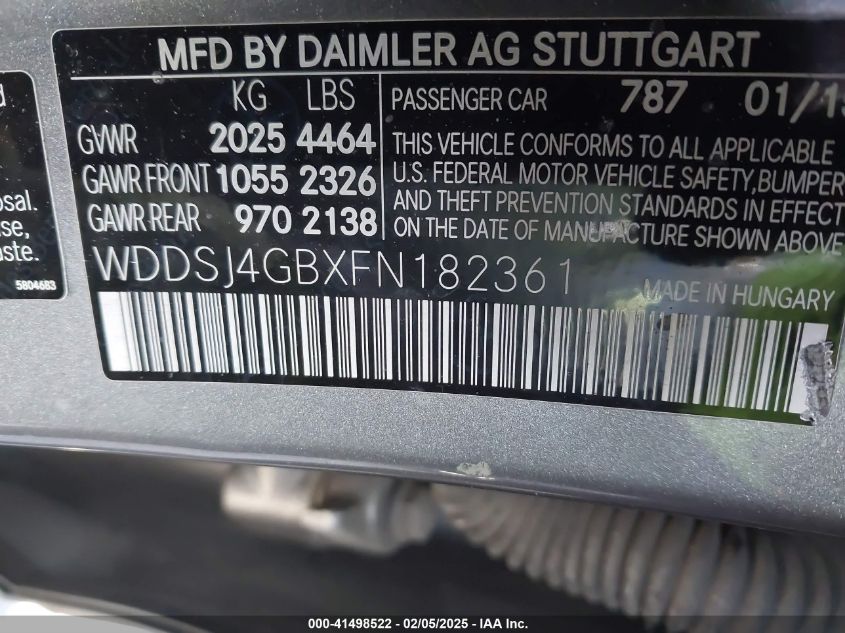 MFD BY DAIMLER AG STUTTGART
KG LBS
GVWR 2025 4464
GAWR FRONT 1055 2326
GAWR REAR 970 2138
PASSENGER CAR 787 01/1
THIS VEHICLE CONFORMS TO ALL APPLICABLE
U.S. FEDERAL MOTOR VEHICLE SAFETY,BUMPER
AND THEFT PREVENTION STANDARDS IN EFFECT
ON THE DATE OF MANUFACTURE SHOWN ABOVE
WDDSJ4GBXFN182361
MADE IN HUNGARY
5804683
000-41498522 - 02/05/2025 - IAA Inc.